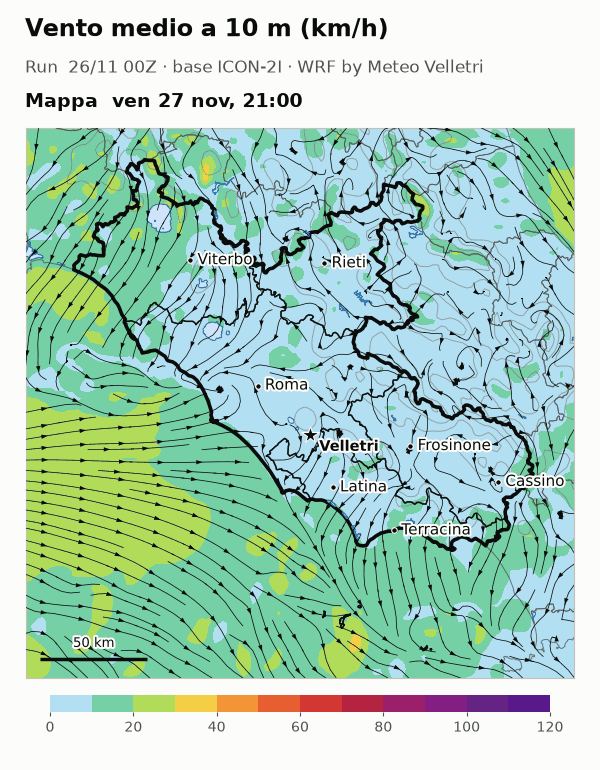 Vento medio a 10 m (km/h)
Run  26/11 00Z · base ICON-2I · WRF by Meteo Velletri
Mappa  ven 27 nov, 21:00
Viterbo
Rieti
Roma
Velletri
Frosinone
Cassino
Latina
Terracina
50 km
0 20 40 60 80 100 120